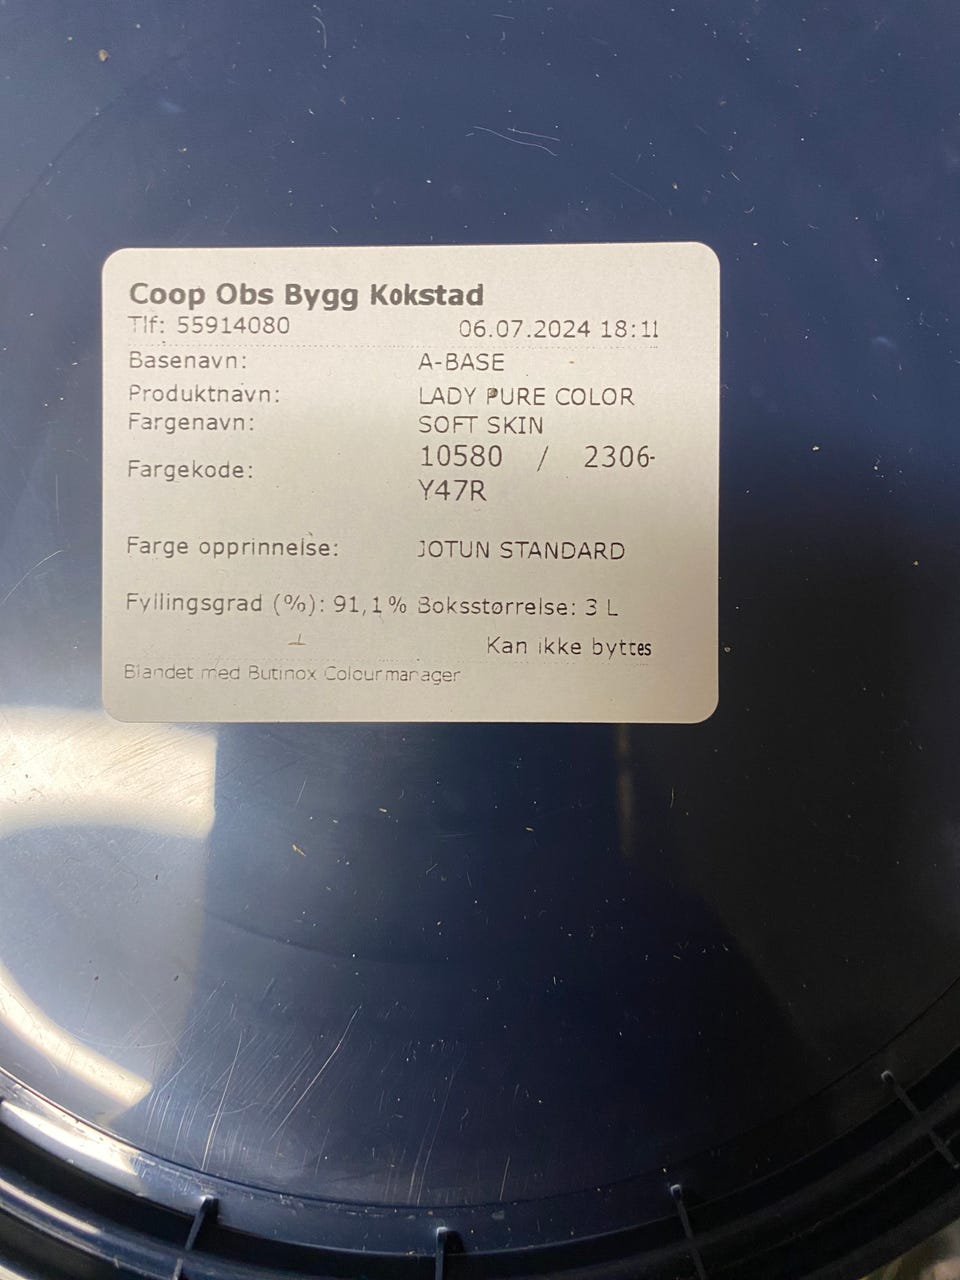 Coop Obs Bygg Kokstad
Tlf: 55914080 06.07.2024 18:11
Basenavn: A-BASE
Produktnavn: LADY PURE COLOR
Fargenavn: SOFT SKIN
Fargekode: 10580 / 2306-
Y47R
Farge opprinnelse: JOTUN STANDARD
Fyllingsgrad (%): 91,1% Boksstørrelse: 3 L
Kan ikke byttes
Blandet med Butinox Colourmanager